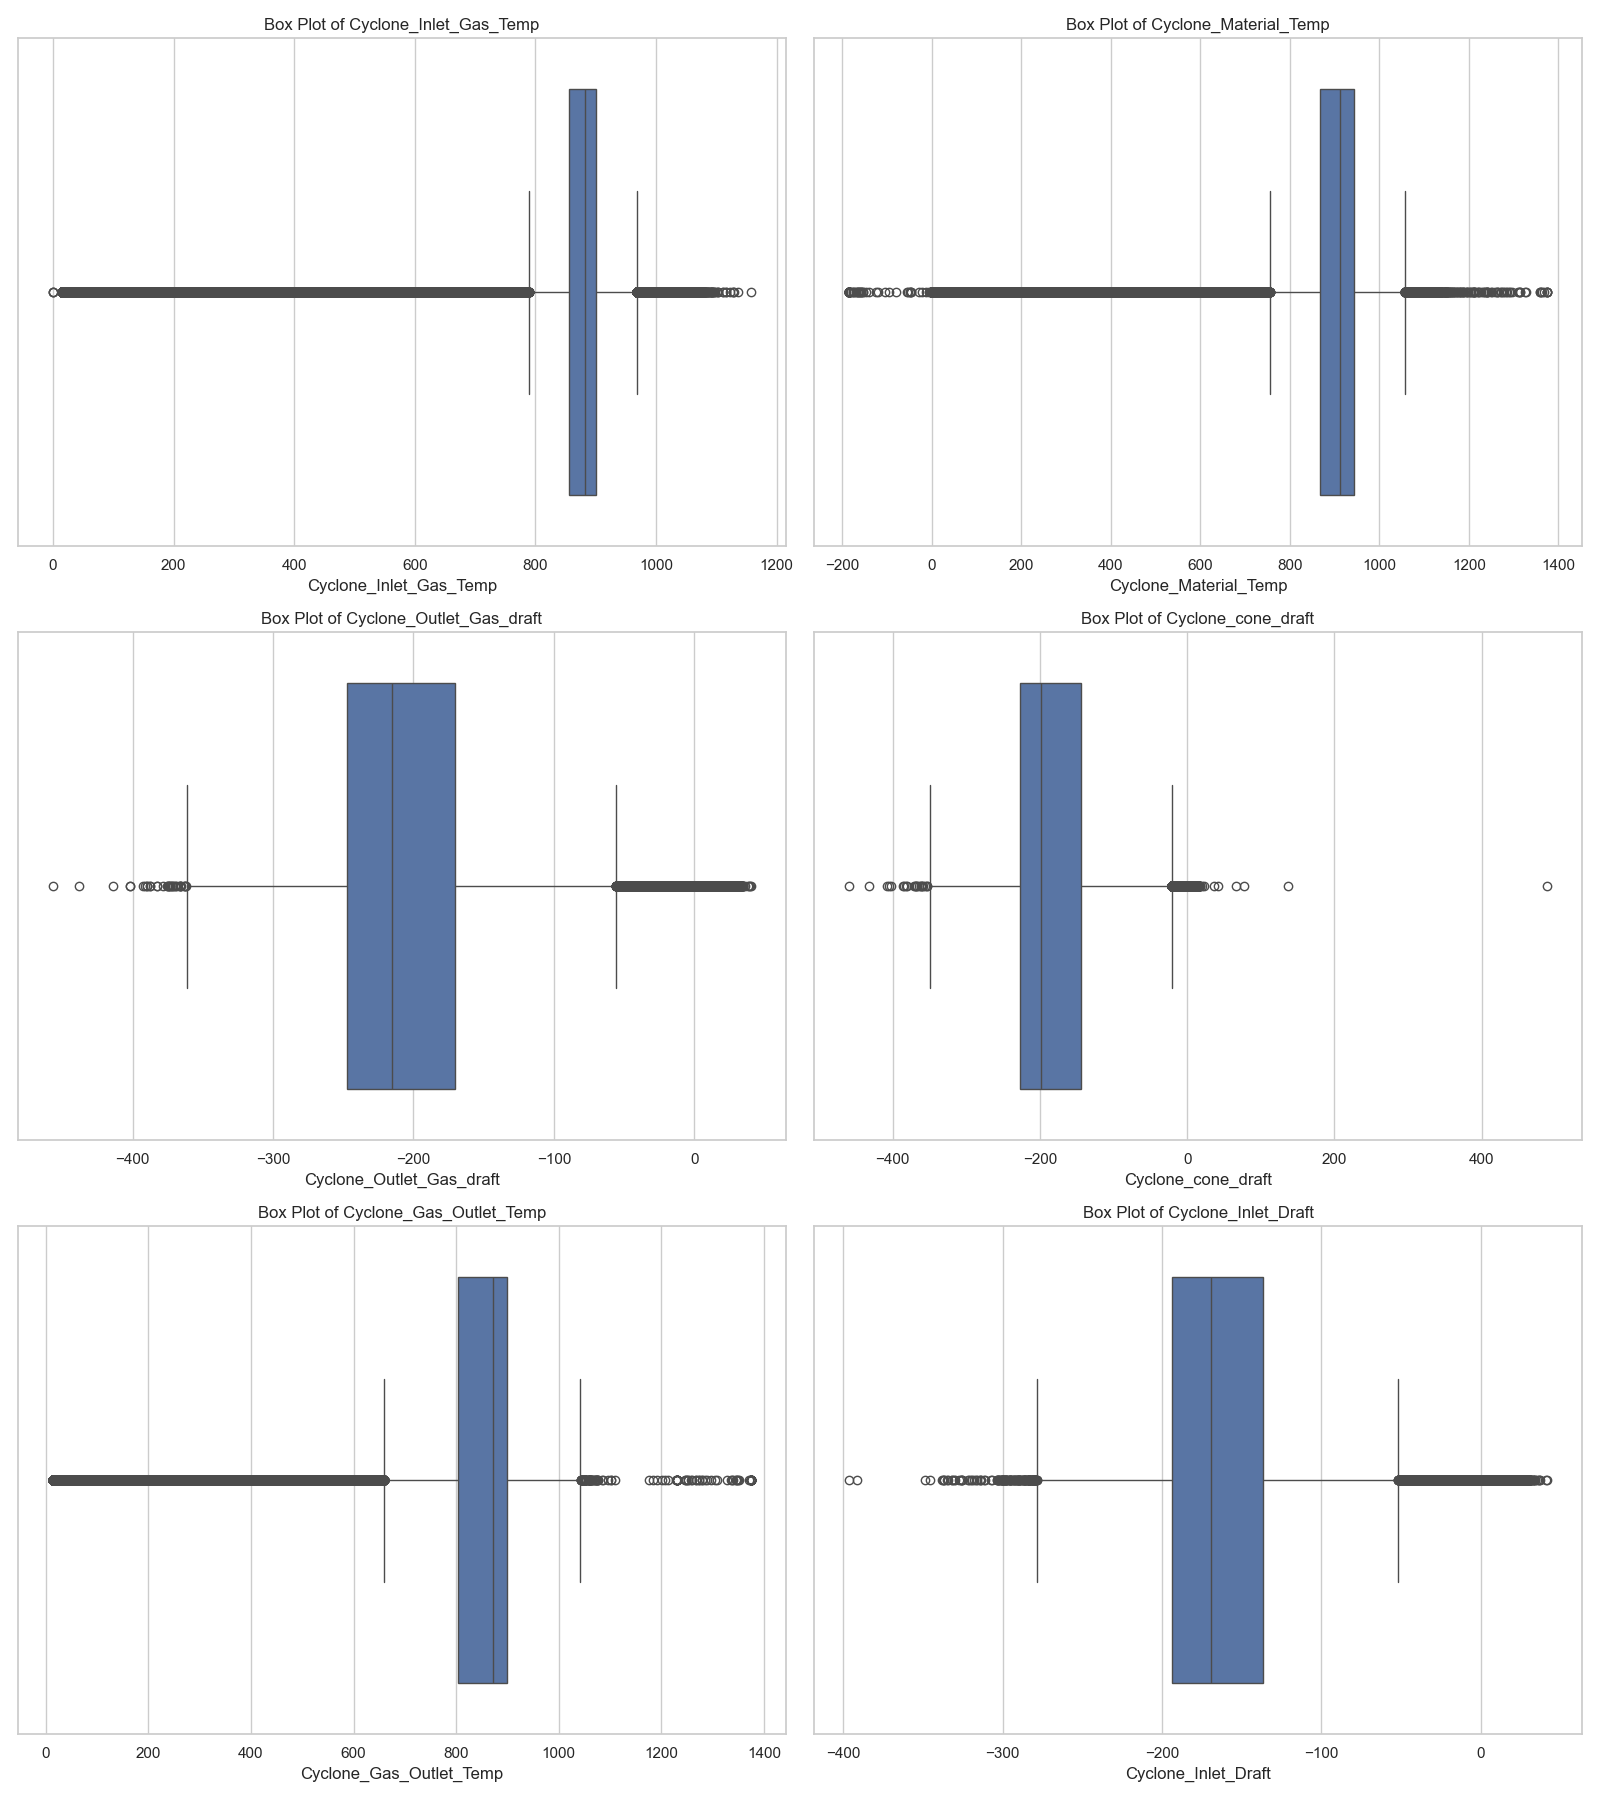 Box Plot of Cyclone_Inlet_Gas_Temp
0 200 400 600 800 1000 1200
Cyclone_Inlet_Gas_Temp
Box Plot of Cyclone_Material_Temp
−200 0 200 400 600 800 1000 1200 1400
Cyclone_Material_Temp
Box Plot of Cyclone_Outlet_Gas_draft
−400 −300 −200 −100 0
Cyclone_Outlet_Gas_draft
Box Plot of Cyclone_cone_draft
−400 −200 0 200 400
Cyclone_cone_draft
Box Plot of Cyclone_Gas_Outlet_Temp
0 200 400 600 800 1000 1200 1400
Cyclone_Gas_Outlet_Temp
Box Plot of Cyclone_Inlet_Draft
−400 −300 −200 −100 0
Cyclone_Inlet_Draft